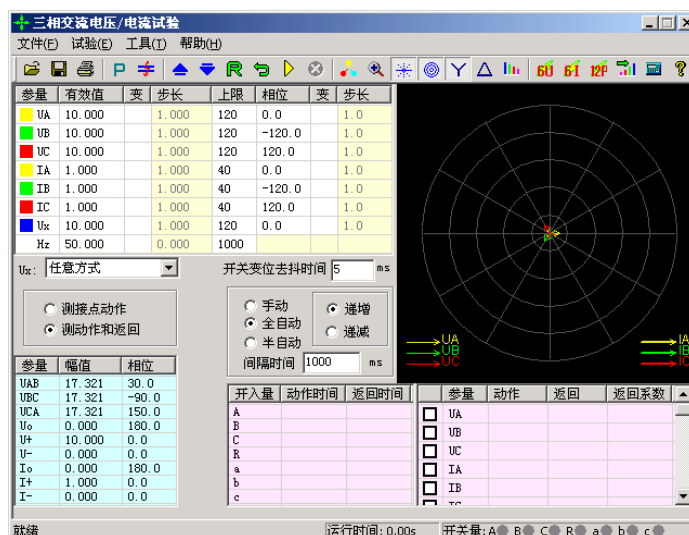 三相交流电压/电流试验
文件(F) 试验(E) 工具(T) 帮助(H)
P R 6U 6I 12P ?
参量 有效值 变 步长 上限 相位 变 步长
UA 10.000 1.000 120 0.0 1.0
UB 10.000 1.000 120 -120.0 1.0
UC 10.000 1.000 120 120.0 1.0
IA 1.000 1.000 40 0.0 1.0
IB 1.000 1.000 40 -120.0 1.0
IC 1.000 1.000 40 120.0 1.0
Ux 10.000 1.000 120 0.0 1.0
Hz 50.000 0.000 1000
Ux: 任意方式 开关变位去抖时间 5 ms
测接点动作
测动作和返回
手动
全自动
半自动
递增
递减
间隔时间 1000 ms
UA
UB
UC
IA
IB
IC
参量 幅值 相位
UAB 17.321 30.0
UBC 17.321 -90.0
UCA 17.321 150.0
Uo 0.000 180.0
U+ 10.000 0.0
U- 0.000 0.0
Io 0.000 180.0
I+ 1.000 0.0
I- 0.000 0.0
开入量 动作时间 返回时间
A
B
C
R
a
b
c
参量 动作 返回 返回系数
UA
UB
UC
IA
IB
IC
就绪 运行时间: 0.00s 开关量: A B C R a b c